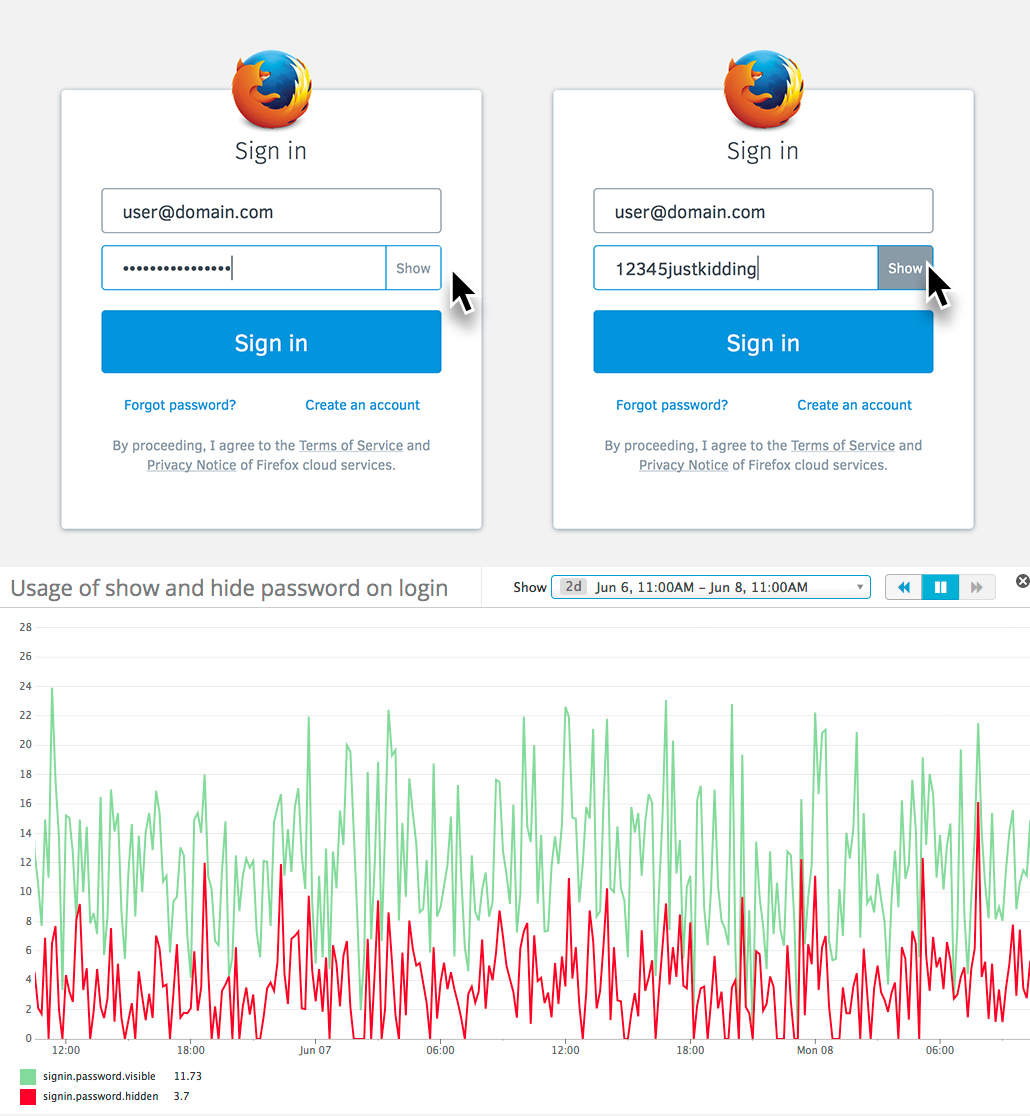 Sign in
user@domain.com
•••••••••••••••• Show
Sign in
Forgot password? Create an account
By proceeding, I agree to the Terms of Service and
Privacy Notice of Firefox cloud services.
Sign in
user@domain.com
12345justkidding Show
Sign in
Forgot password? Create an account
By proceeding, I agree to the Terms of Service and
Privacy Notice of Firefox cloud services.
Usage of show and hide password on login
Show 2d Jun 6, 11:00AM – Jun 8, 11:00AM
28
26
24
22
20
18
16
14
12
10
8
6
4
2
0
12:00 18:00 Jun 07 06:00 12:00 18:00 Mon 08 06:00
signin.password.visible 11.73
signin.password.hidden 3.7